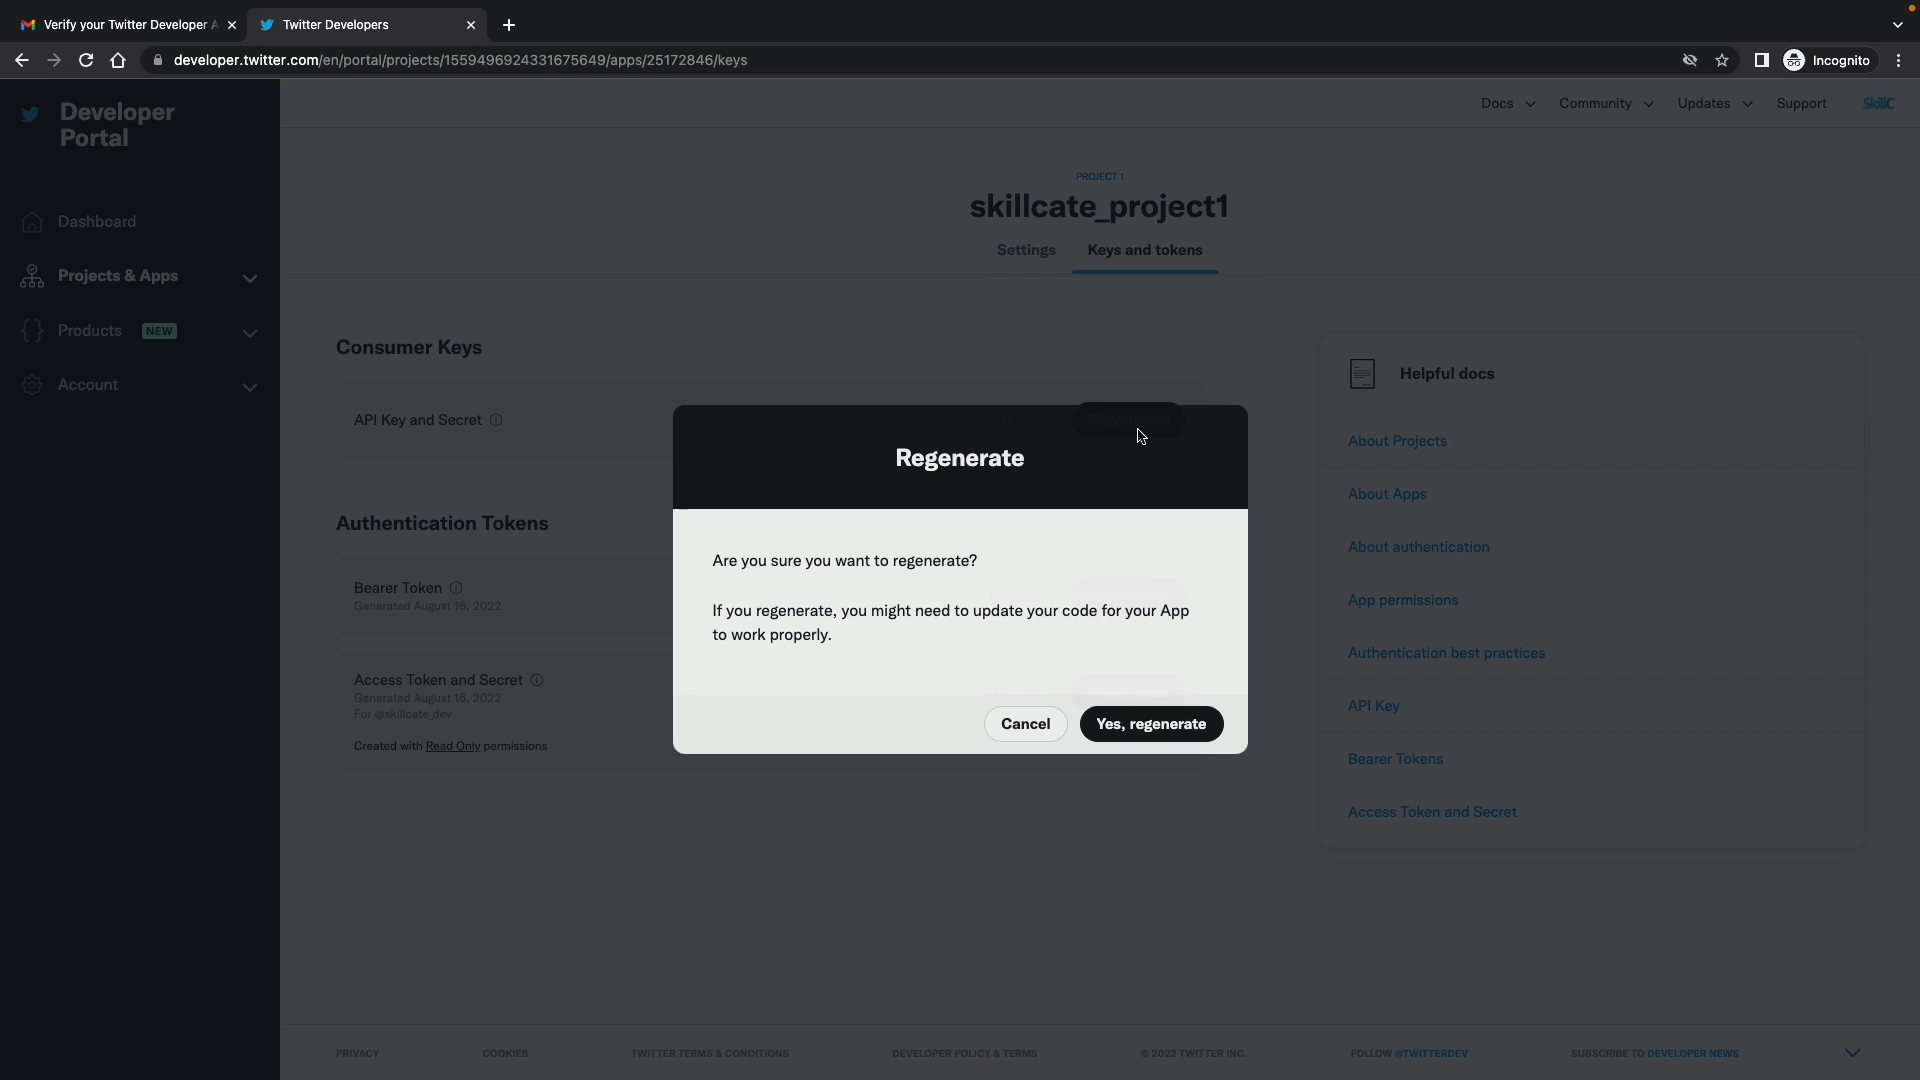 Verify your Twitter Developer A
Twitter Developers
developer.twitter.com/en/portal/projects/1559496924331675649/apps/25172846/keys
Incognito
Developer
Portal
Docs
Community
Updates
Support
SkillC
PROJECT 1
skillcate_project1
Settings
Keys and tokens
Dashboard
Projects & Apps
Products NEW
Account
Consumer Keys
API Key and Secret
Authentication Tokens
Bearer Token
Generated August 16, 2022
Access Token and Secret
Generated August 16, 2022
For @skillcate_dev
Created with Read Only permissions
Regenerate
Are you sure you want to regenerate?
If you regenerate, you might need to update your code for your App
to work properly.
Cancel
Yes, regenerate
Helpful docs
About Projects
About Apps
About authentication
App permissions
Authentication best practices
API Key
Bearer Tokens
Access Token and Secret
PRIVACY
COOKIES
TWITTER TERMS & CONDITIONS
DEVELOPER POLICY & TERMS
© 2022 TWITTER INC.
FOLLOW @TWITTERDEV
SUBSCRIBE TO DEVELOPER NEWS